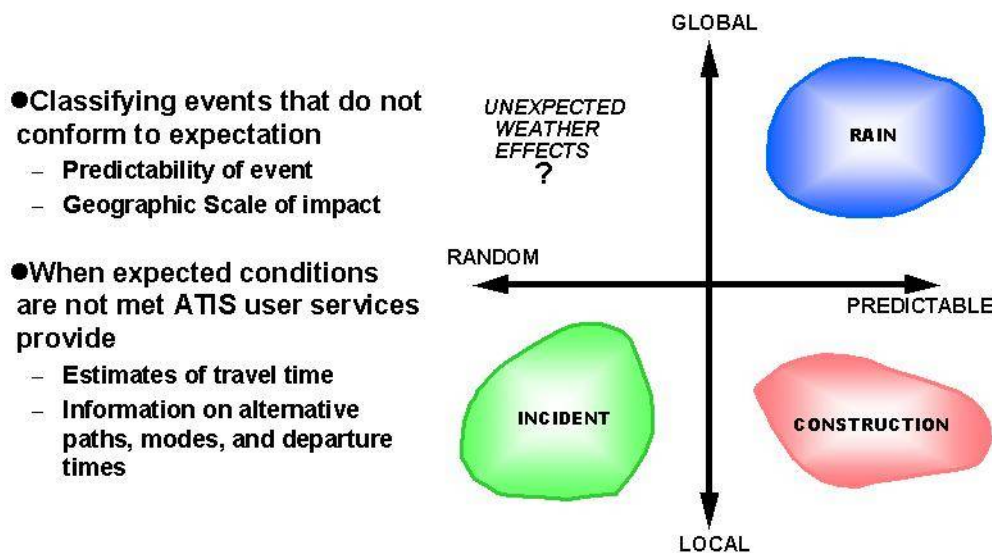 ●Classifying events that do not
conform to expectation
– Predictability of event
– Geographic Scale of impact
●When expected conditions
are not met ATIS user services
provide
– Estimates of travel time
– Information on alternative
paths, modes, and departure
times
GLOBAL
UNEXPECTED
WEATHER
EFFECTS
?
RAIN
RANDOM
PREDICTABLE
INCIDENT
CONSTRUCTION
LOCAL